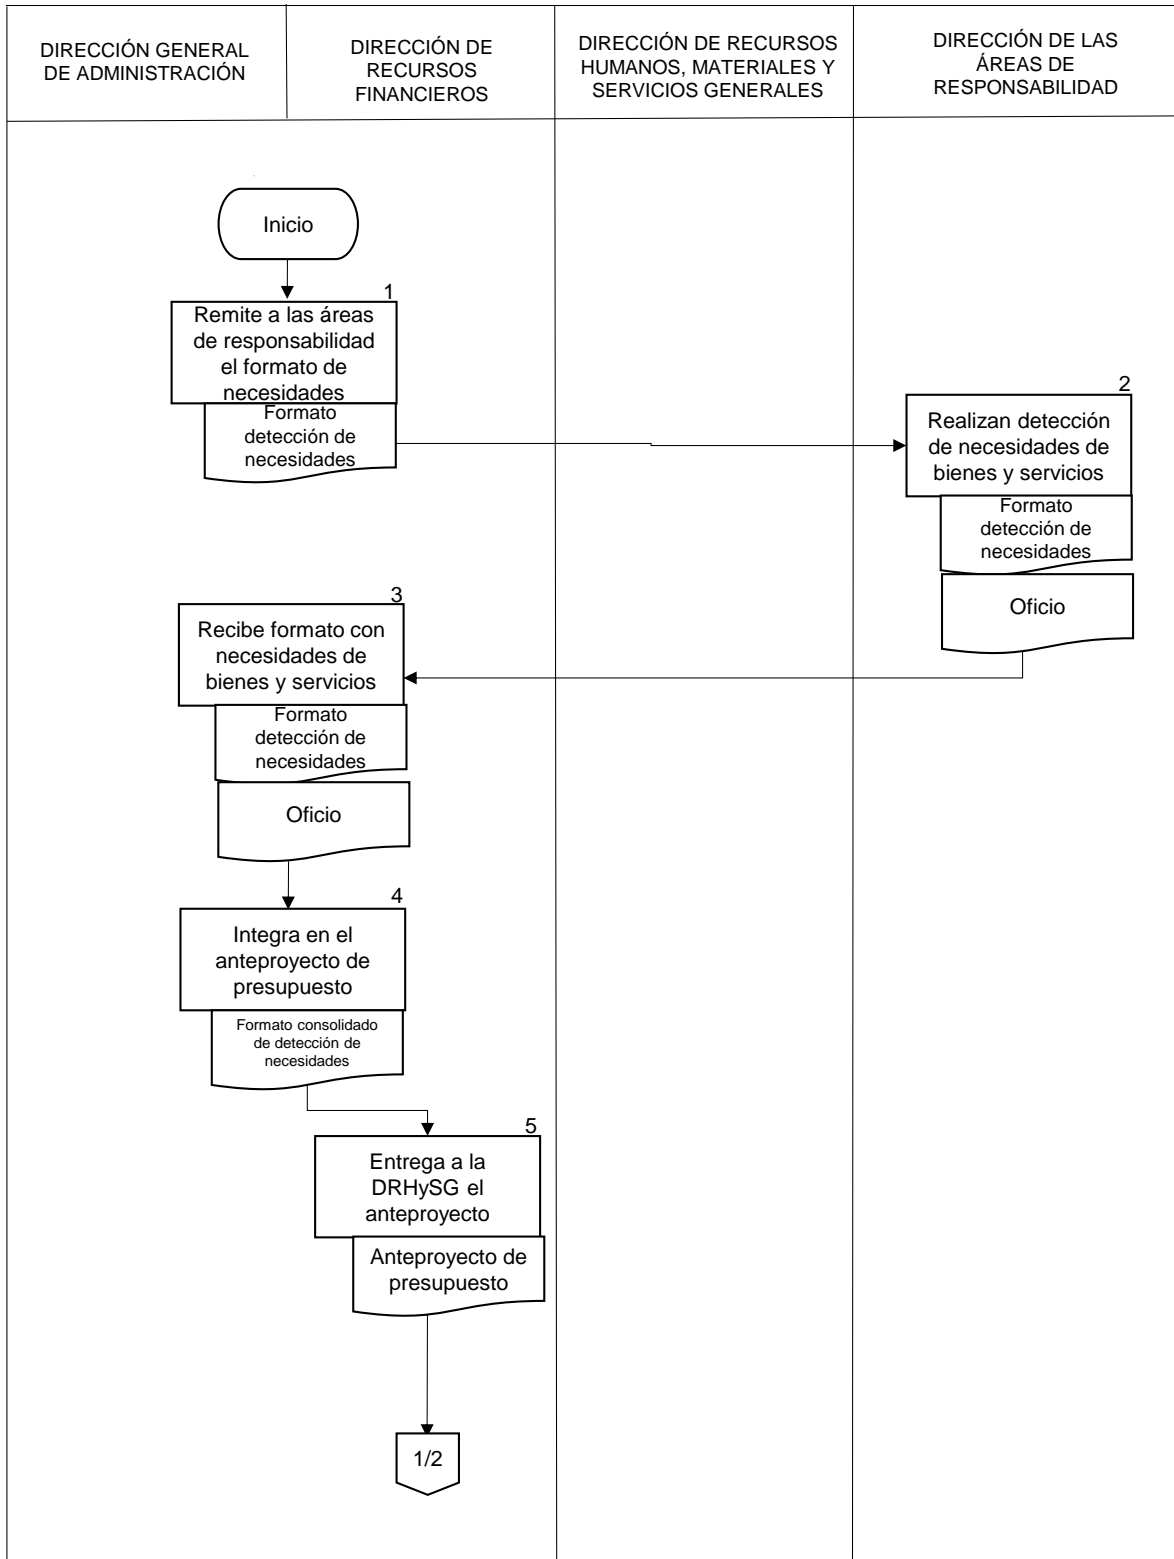 DIRECCIÓN GENERAL
DE ADMINISTRACIÓN
DIRECCIÓN DE
RECURSOS
FINANCIEROS
DIRECCIÓN DE RECURSOS
HUMANOS, MATERIALES Y
SERVICIOS GENERALES
DIRECCIÓN DE LAS
ÁREAS DE
RESPONSABILIDAD
Inicio
1
Remite a las áreas
de responsabilidad
el formato de
necesidades
Formato
detección de
necesidades
2
Realizan detección
de necesidades de
bienes y servicios
Formato
detección de
necesidades
Oficio
3
Recibe formato con
necesidades de
bienes y servicios
Formato
detección de
necesidades
Oficio
4
Integra en el
anteproyecto de
presupuesto
Formato consolidado
de detección de
necesidades
5
Entrega a la
DRHySG el
anteproyecto
Anteproyecto de
presupuesto
1/2